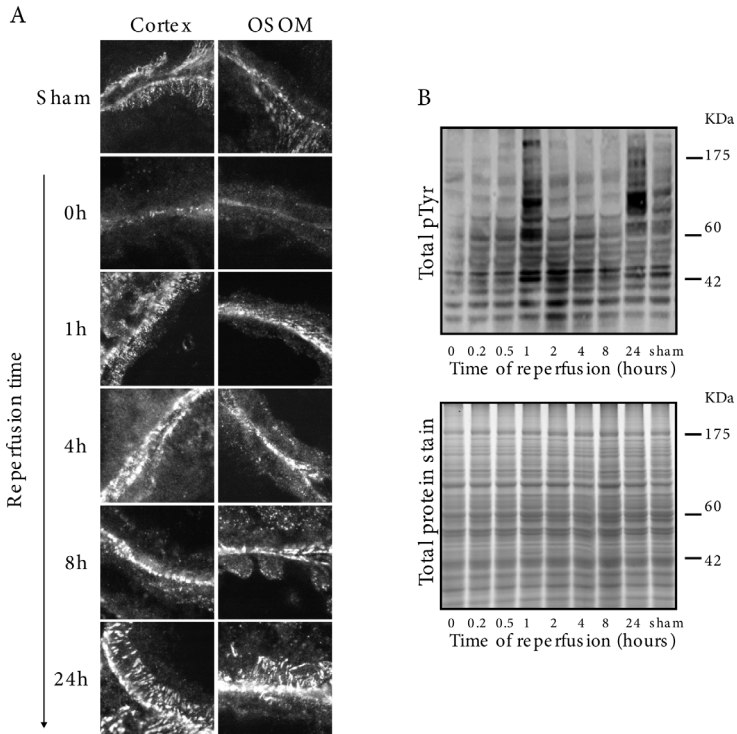 A
Cortex OSOM
Sham
0h
1h
4h
8h
24h
Reperfusion time
B
KDa
175
60
42
Total pTyr
0 0.2 0.5 1 2 4 8 24 sham
Time of reperfusion (hours)
KDa
175
60
42
Total protein stain
0 0.2 0.5 1 2 4 8 24 sham
Time of reperfusion (hours)